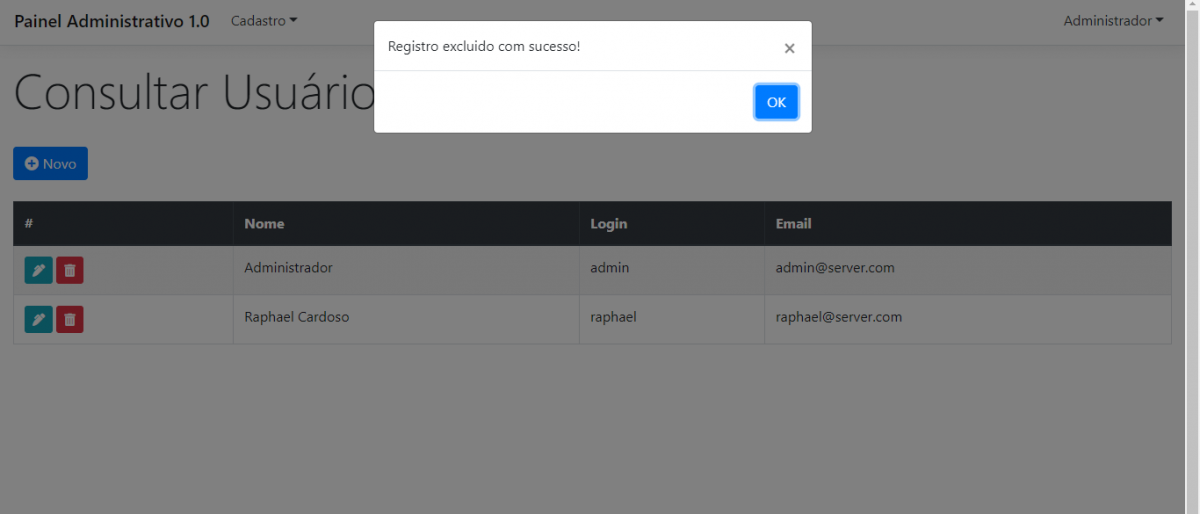 Painel Administrativo 1.0 Cadastro Administrador
Registro excluido com sucesso! ×
OK
Consultar Usuário
Novo
# Nome Login Email
Administrador admin admin@server.com
Raphael Cardoso raphael raphael@server.com